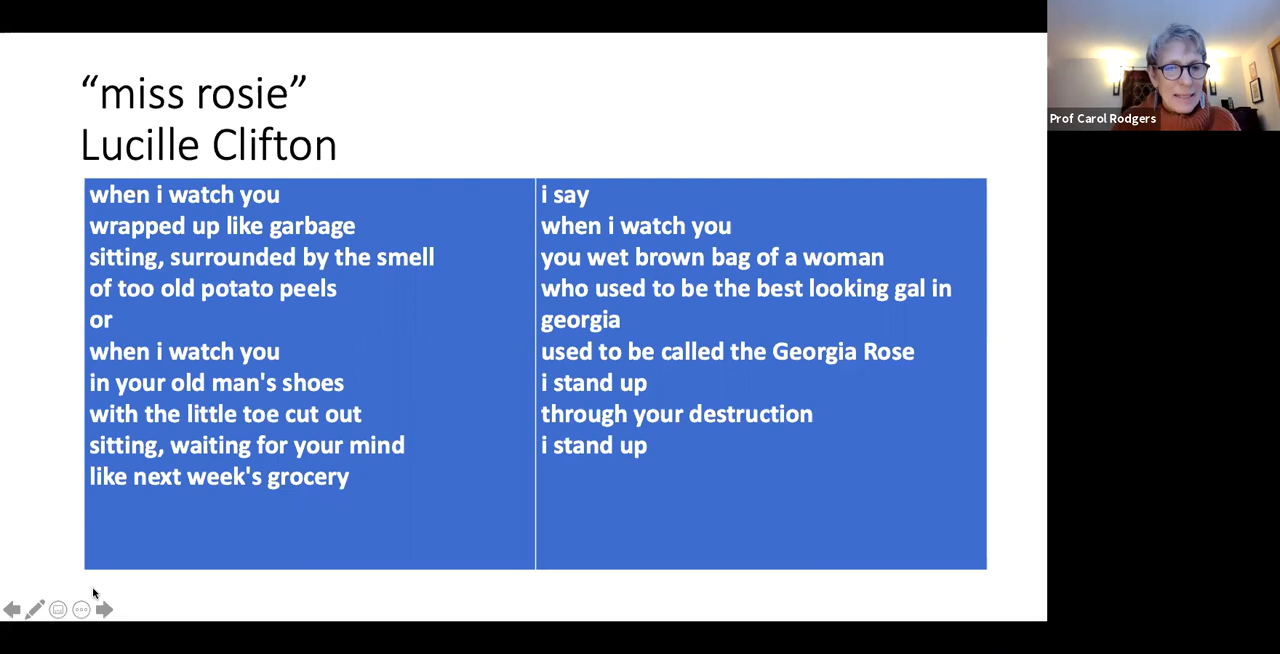 “miss rosie”
Lucille Clifton
when i watch you
wrapped up like garbage
sitting, surrounded by the smell
of too old potato peels
or
when i watch you
in your old man's shoes
with the little toe cut out
sitting, waiting for your mind
like next week's grocery
i say
when i watch you
you wet brown bag of a woman
who used to be the best looking gal in
georgia
used to be called the Georgia Rose
i stand up
through your destruction
i stand up
Prof Carol Rodgers